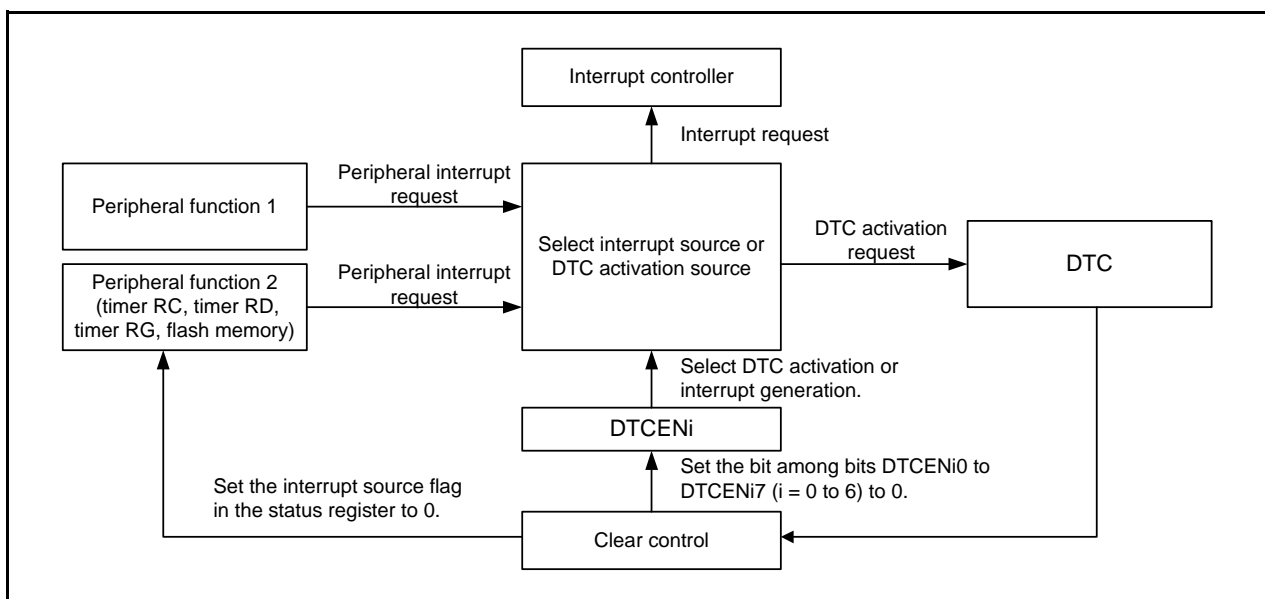 Interrupt controller
Interrupt request
Peripheral function 1
Peripheral interrupt
request
Select interrupt source or
DTC activation source
DTC activation
request
DTC
Peripheral function 2
(timer RC, timer RD,
timer RG, flash memory)
Peripheral interrupt
request
Select DTC activation or
interrupt generation.
DTCENi
Set the interrupt source flag
in the status register to 0.
Set the bit among bits DTCENi0 to
DTCENi7 (i = 0 to 6) to 0.
Clear control